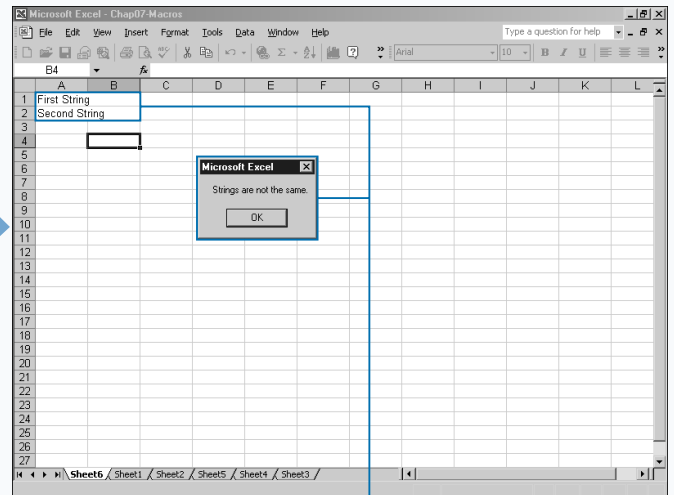 Microsoft Excel - Chap07-Macros
File Edit View Insert Format Tools Data Window Help Type a question for help
Arial 10 B I U
B4 fx
A B C D E F G H I J K L
1 First String
2 Second String
3
4
5
6 Microsoft Excel
7
8 Strings are not the same.
9
10 OK
11
12
13
14
15
16
17
18
19
20
21
22
23
24
25
26
27
Sheet6 Sheet1 Sheet2 Sheet5 Sheet4 Sheet3